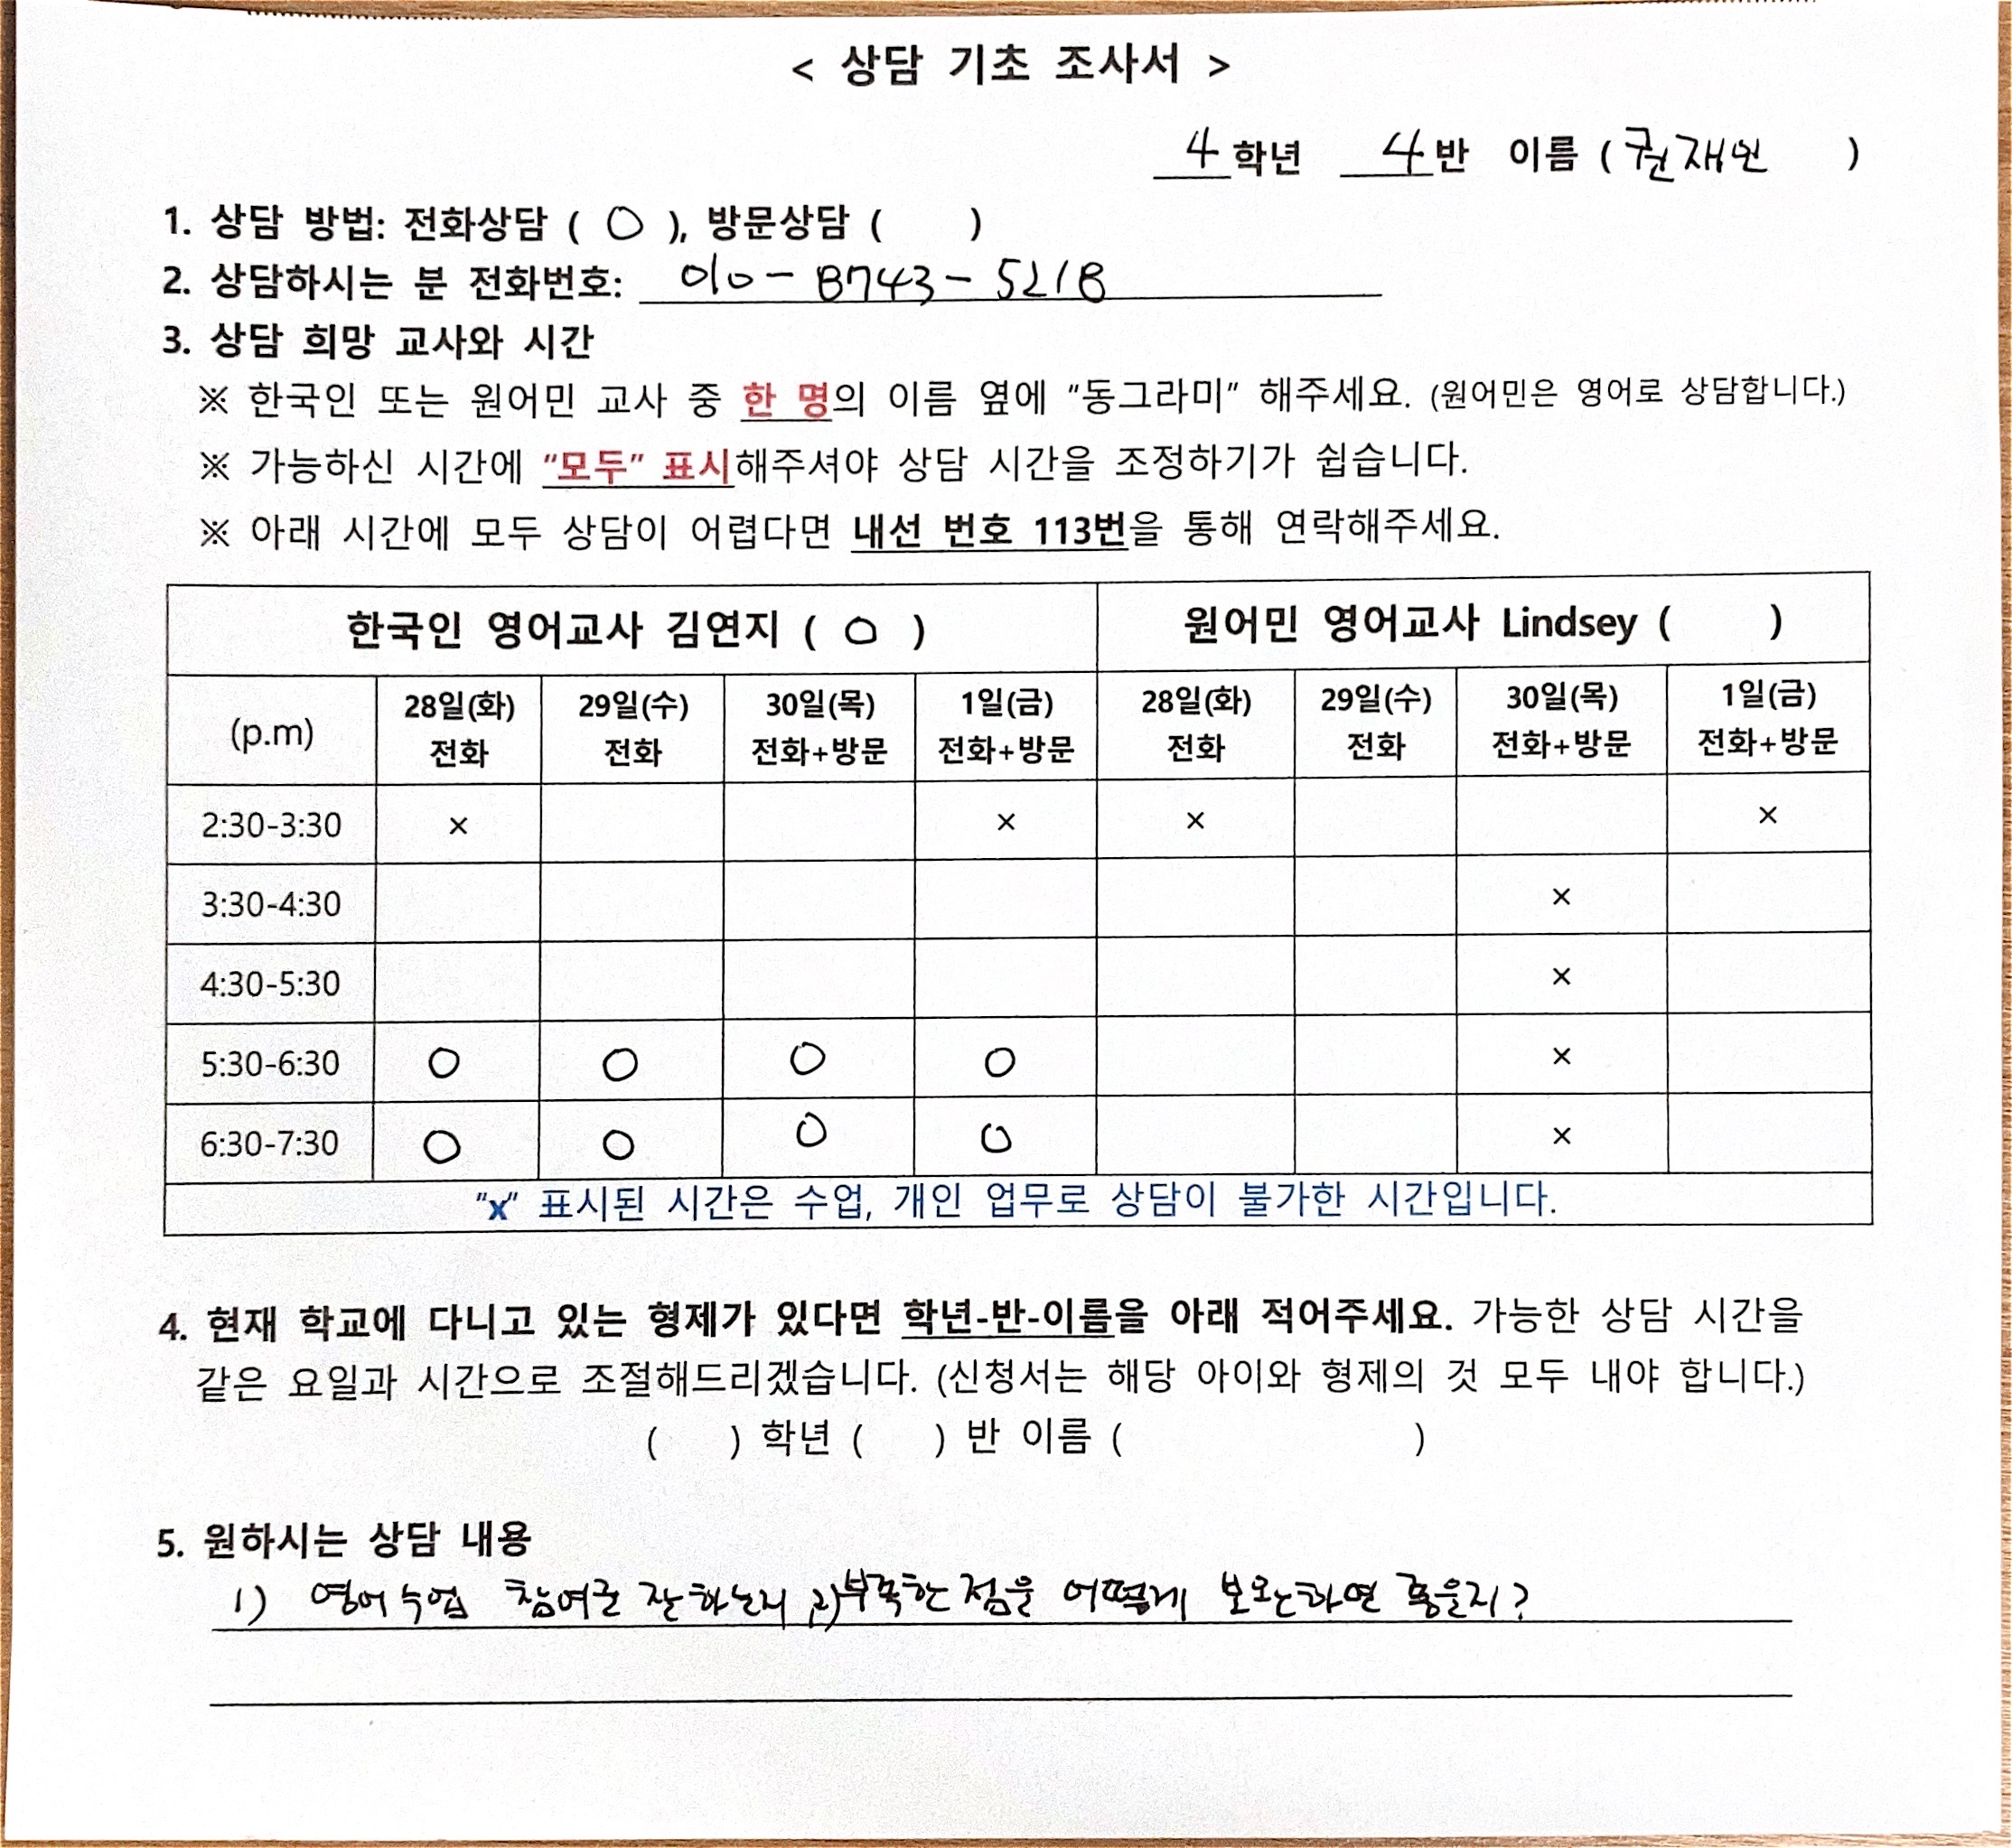 < 상담 기초 조사서 >
4 학년 4 반 이름 ( 권재인 )
1. 상담 방법: 전화상담 ( O ), 방문상담 ( )
2. 상담하시는 분 전화번호: 010-8743-5218
3. 상담 희망 교사와 시간
※ 한국인 또는 원어민 교사 중 한 명의 이름 옆에 "동그라미" 해주세요. (원어민은 영어로 상담합니다.)
※ 가능하신 시간에 "모두" 표시해주셔야 상담 시간을 조정하기가 쉽습니다.
※ 아래 시간에 모두 상담이 어렵다면 내선 번호 113번을 통해 연락해주세요.
한국인 영어교사 김연지 ( O ) 원어민 영어교사 Lindsey ( )
(p.m) 28일(화) 29일(수) 30일(목) 1일(금) 28일(화) 29일(수) 30일(목) 1일(금)
전화 전화 전화+방문 전화+방문 전화 전화 전화+방문 전화+방문
2:30-3:30 × × × ×
3:30-4:30 ×
4:30-5:30 ×
5:30-6:30 O O O O ×
6:30-7:30 O O O O ×
"x" 표시된 시간은 수업, 개인 업무로 상담이 불가한 시간입니다.
4. 현재 학교에 다니고 있는 형제가 있다면 학년-반-이름을 아래 적어주세요. 가능한 상담 시간을
같은 요일과 시간으로 조절해드리겠습니다. (신청서는 해당 아이와 형제의 것 모두 내야 합니다.)
( ) 학년 ( ) 반 이름 ( )
5. 원하시는 상담 내용
1) 영어수업 참여로 잘 하는지, 2) 부족한 점을 어떻게 보완하면 좋을지?